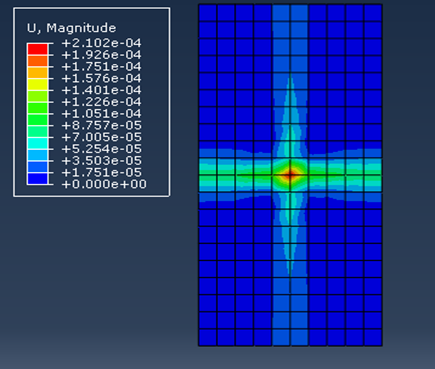 U, Magnitude
+2.102e-04
+1.926e-04
+1.751e-04
+1.576e-04
+1.401e-04
+1.226e-04
+1.051e-04
+8.757e-05
+7.005e-05
+5.254e-05
+3.503e-05
+1.751e-05
+0.000e+00